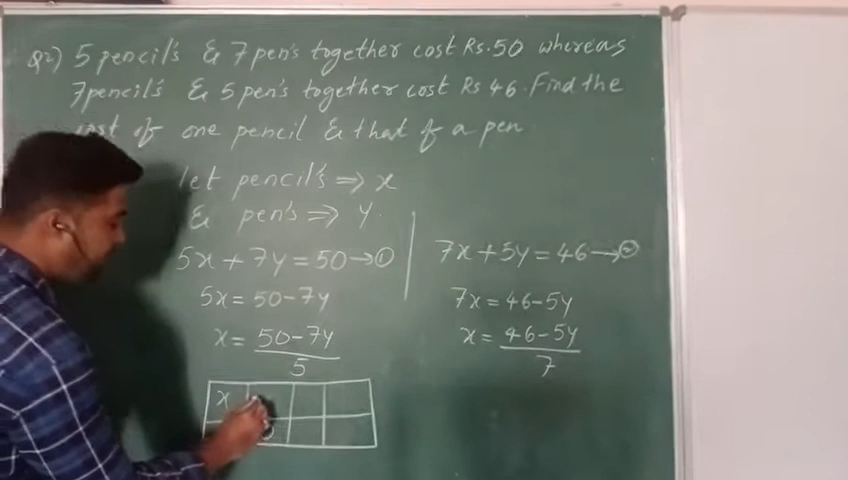 Q2) 5 pencil's & 7 pen's together cost Rs.50 whereas
7pencil's & 5 pen's together cost Rs 46. Find the
cost of one pencil & that of a pen
let pencil's ⇒ x
& pen's ⇒ y.
5x + 7y = 50 → ①
5x = 50 - 7y
x = 50 - 7y / 5
7x + 5y = 46 → ②
7x = 46 - 5y
x = 46 - 5y / 7
x